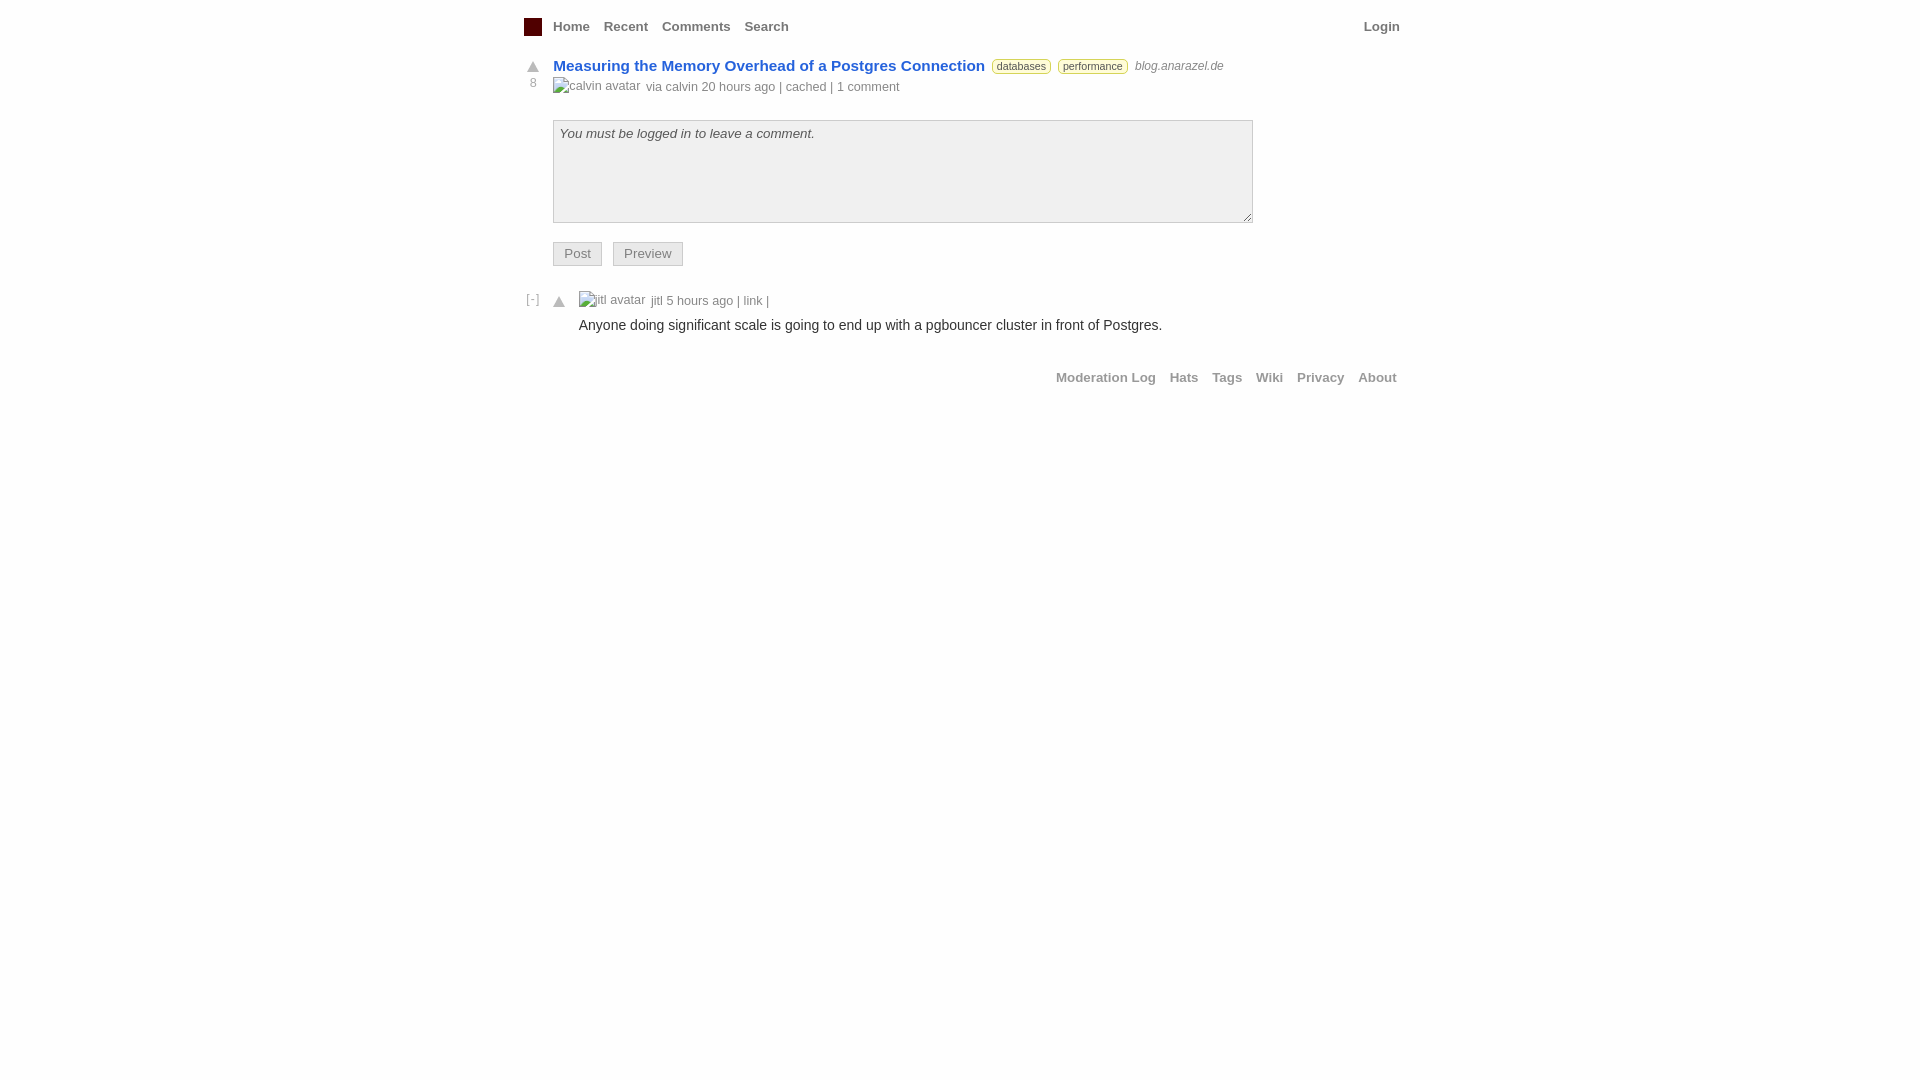 Home Recent Comments Search Login
Measuring the Memory Overhead of a Postgres Connection databases performance blog.anarazel.de
8 calvin avatar via calvin 20 hours ago | cached | 1 comment
You must be logged in to leave a comment.
Post Preview
[-] jitl avatar jitl 5 hours ago | link |
Anyone doing significant scale is going to end up with a pgbouncer cluster in front of Postgres.
Moderation Log Hats Tags Wiki Privacy About